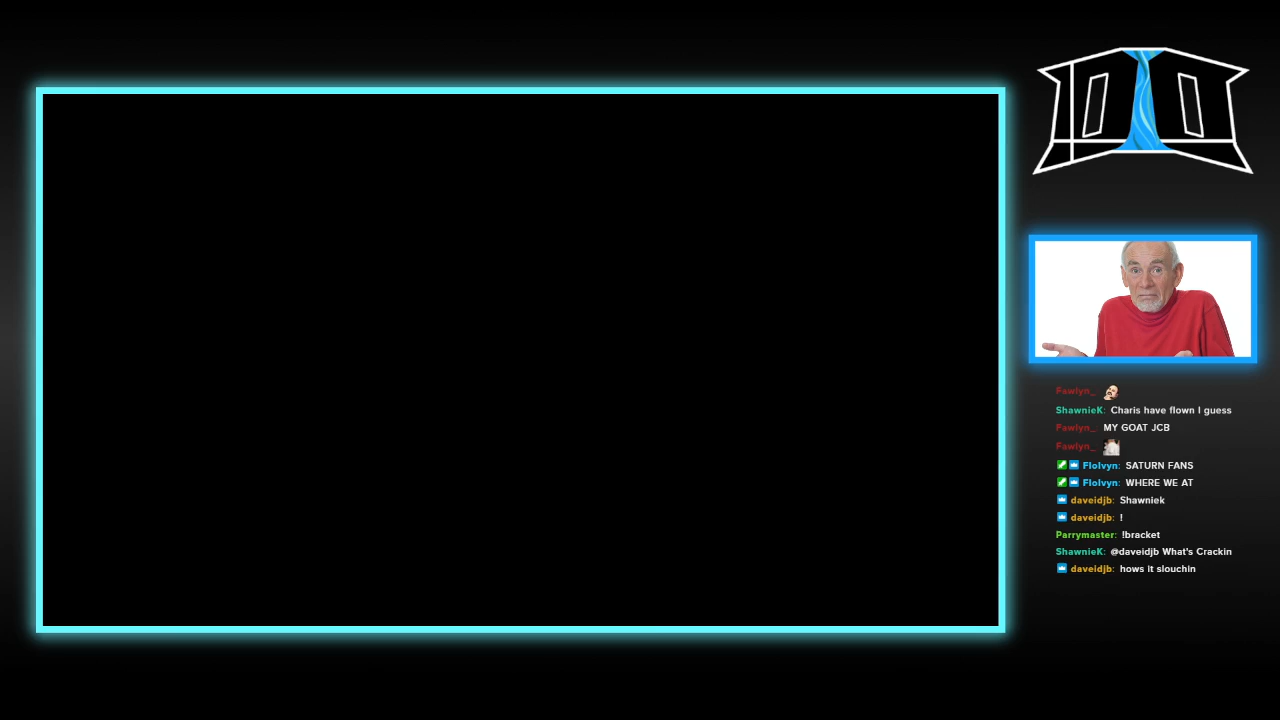 Fawlyn_
ShawnieK: Charis have flown I guess
Fawlyn_ MY GOAT JCB
Fawlyn_
Flolvyn: SATURN FANS
Flolvyn: WHERE WE AT
daveidjb: Shawniek
daveidjb: !
Parrymaster: !bracket
ShawnieK: @daveidjb What's Crackin
daveidjb: hows it slouchin